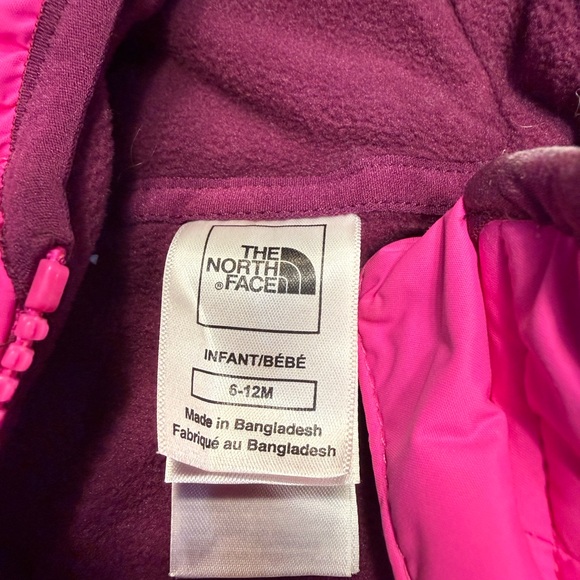 THE
NORTH
®FACE
INFANT/BÉBÉ
6-12M
Made in Bangladesh
Fabriqué au Bangladesh